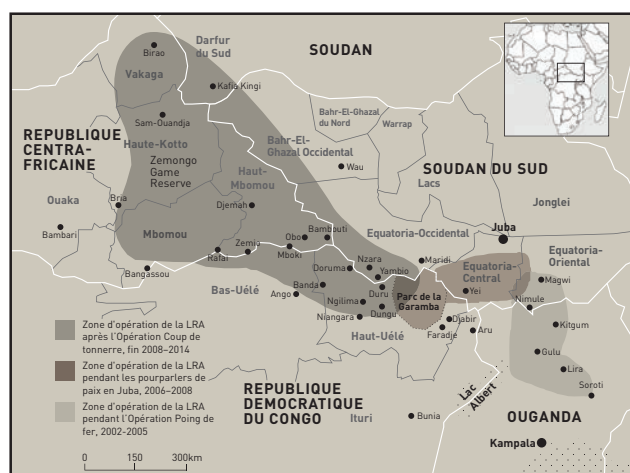 Birao
Darfur
du Sud
SOUDAN
Vakaga
Kafia Kingi
Sam-Ouandja
Bahr-El-Ghazal
du Nord
Warrap
REPUBLIQUE
CENTRA-
FRICAINE
Haute-Kotto
Bahr-El-
Ghazal Occidental
Zemongo
Game
Reserve
Wau
SOUDAN DU SUD
Haut-
Mbomou
Lacs
Ouaka
Bria
Djemah
Jonglei
Bambari
Mbomou
Obo
Bambouti
Equatoria-Occidental
Juba
Rafai
Zemio
Mboki
Bangassou
Nzara
Maridi
Equatoria-
Oriental
Doruma
Yambio
Equatoria-
Central
Bas-Uélé
Ango
Banda
Duru
Parc de la
Garamba
Yei
Magwi
Ngilima
Dungu
Nimule
Niangara
Djabir
Faradje
Aru
Haut-Uélé
Kitgum
Gulu
Lira
Soroti
Zone d'opération de la LRA
après l'Opération Coup de
tonnerre, fin 2008–2014
Zone d'opération de la LRA
pendant les pourparlers de
paix en Juba, 2006–2008
Zone d'opération de la LRA
pendant l'Opération Poing de
fer, 2002-2005
REPUBLIQUE
DEMOCRATIQUE
DU CONGO
Ituri
Bunia
Lac
Albert
OUGANDA
Kampala
0 150 300km